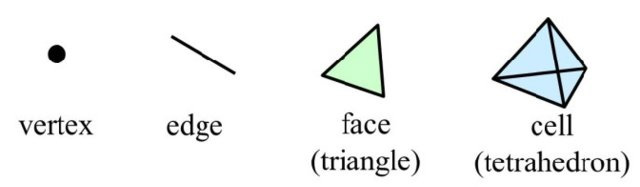 vertex
edge
face
(triangle)
cell
(tetrahedron)